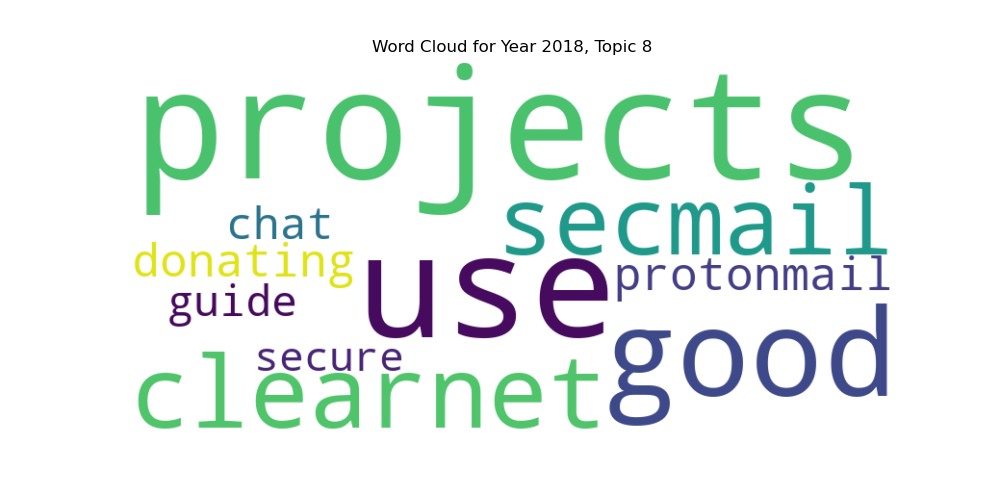 Word Cloud for Year 2018, Topic 8
projects
secmail
chat
donating
use
protonmail
guide
good
secure
clearnet